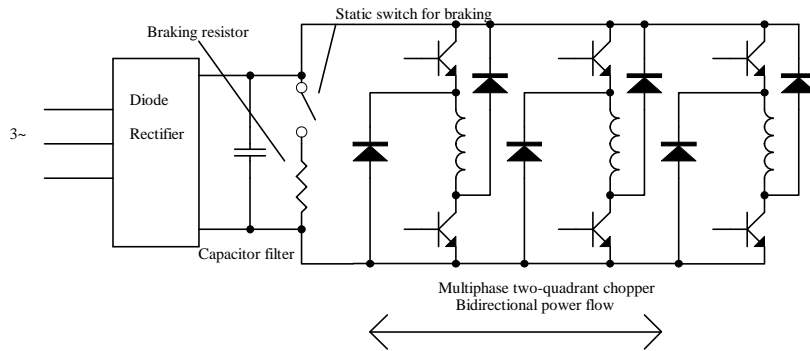 Static switch for braking
Braking resistor
Diode
Rectifier
3~
Capacitor filter
Multiphase two-quadrant chopper
Bidirectional power flow